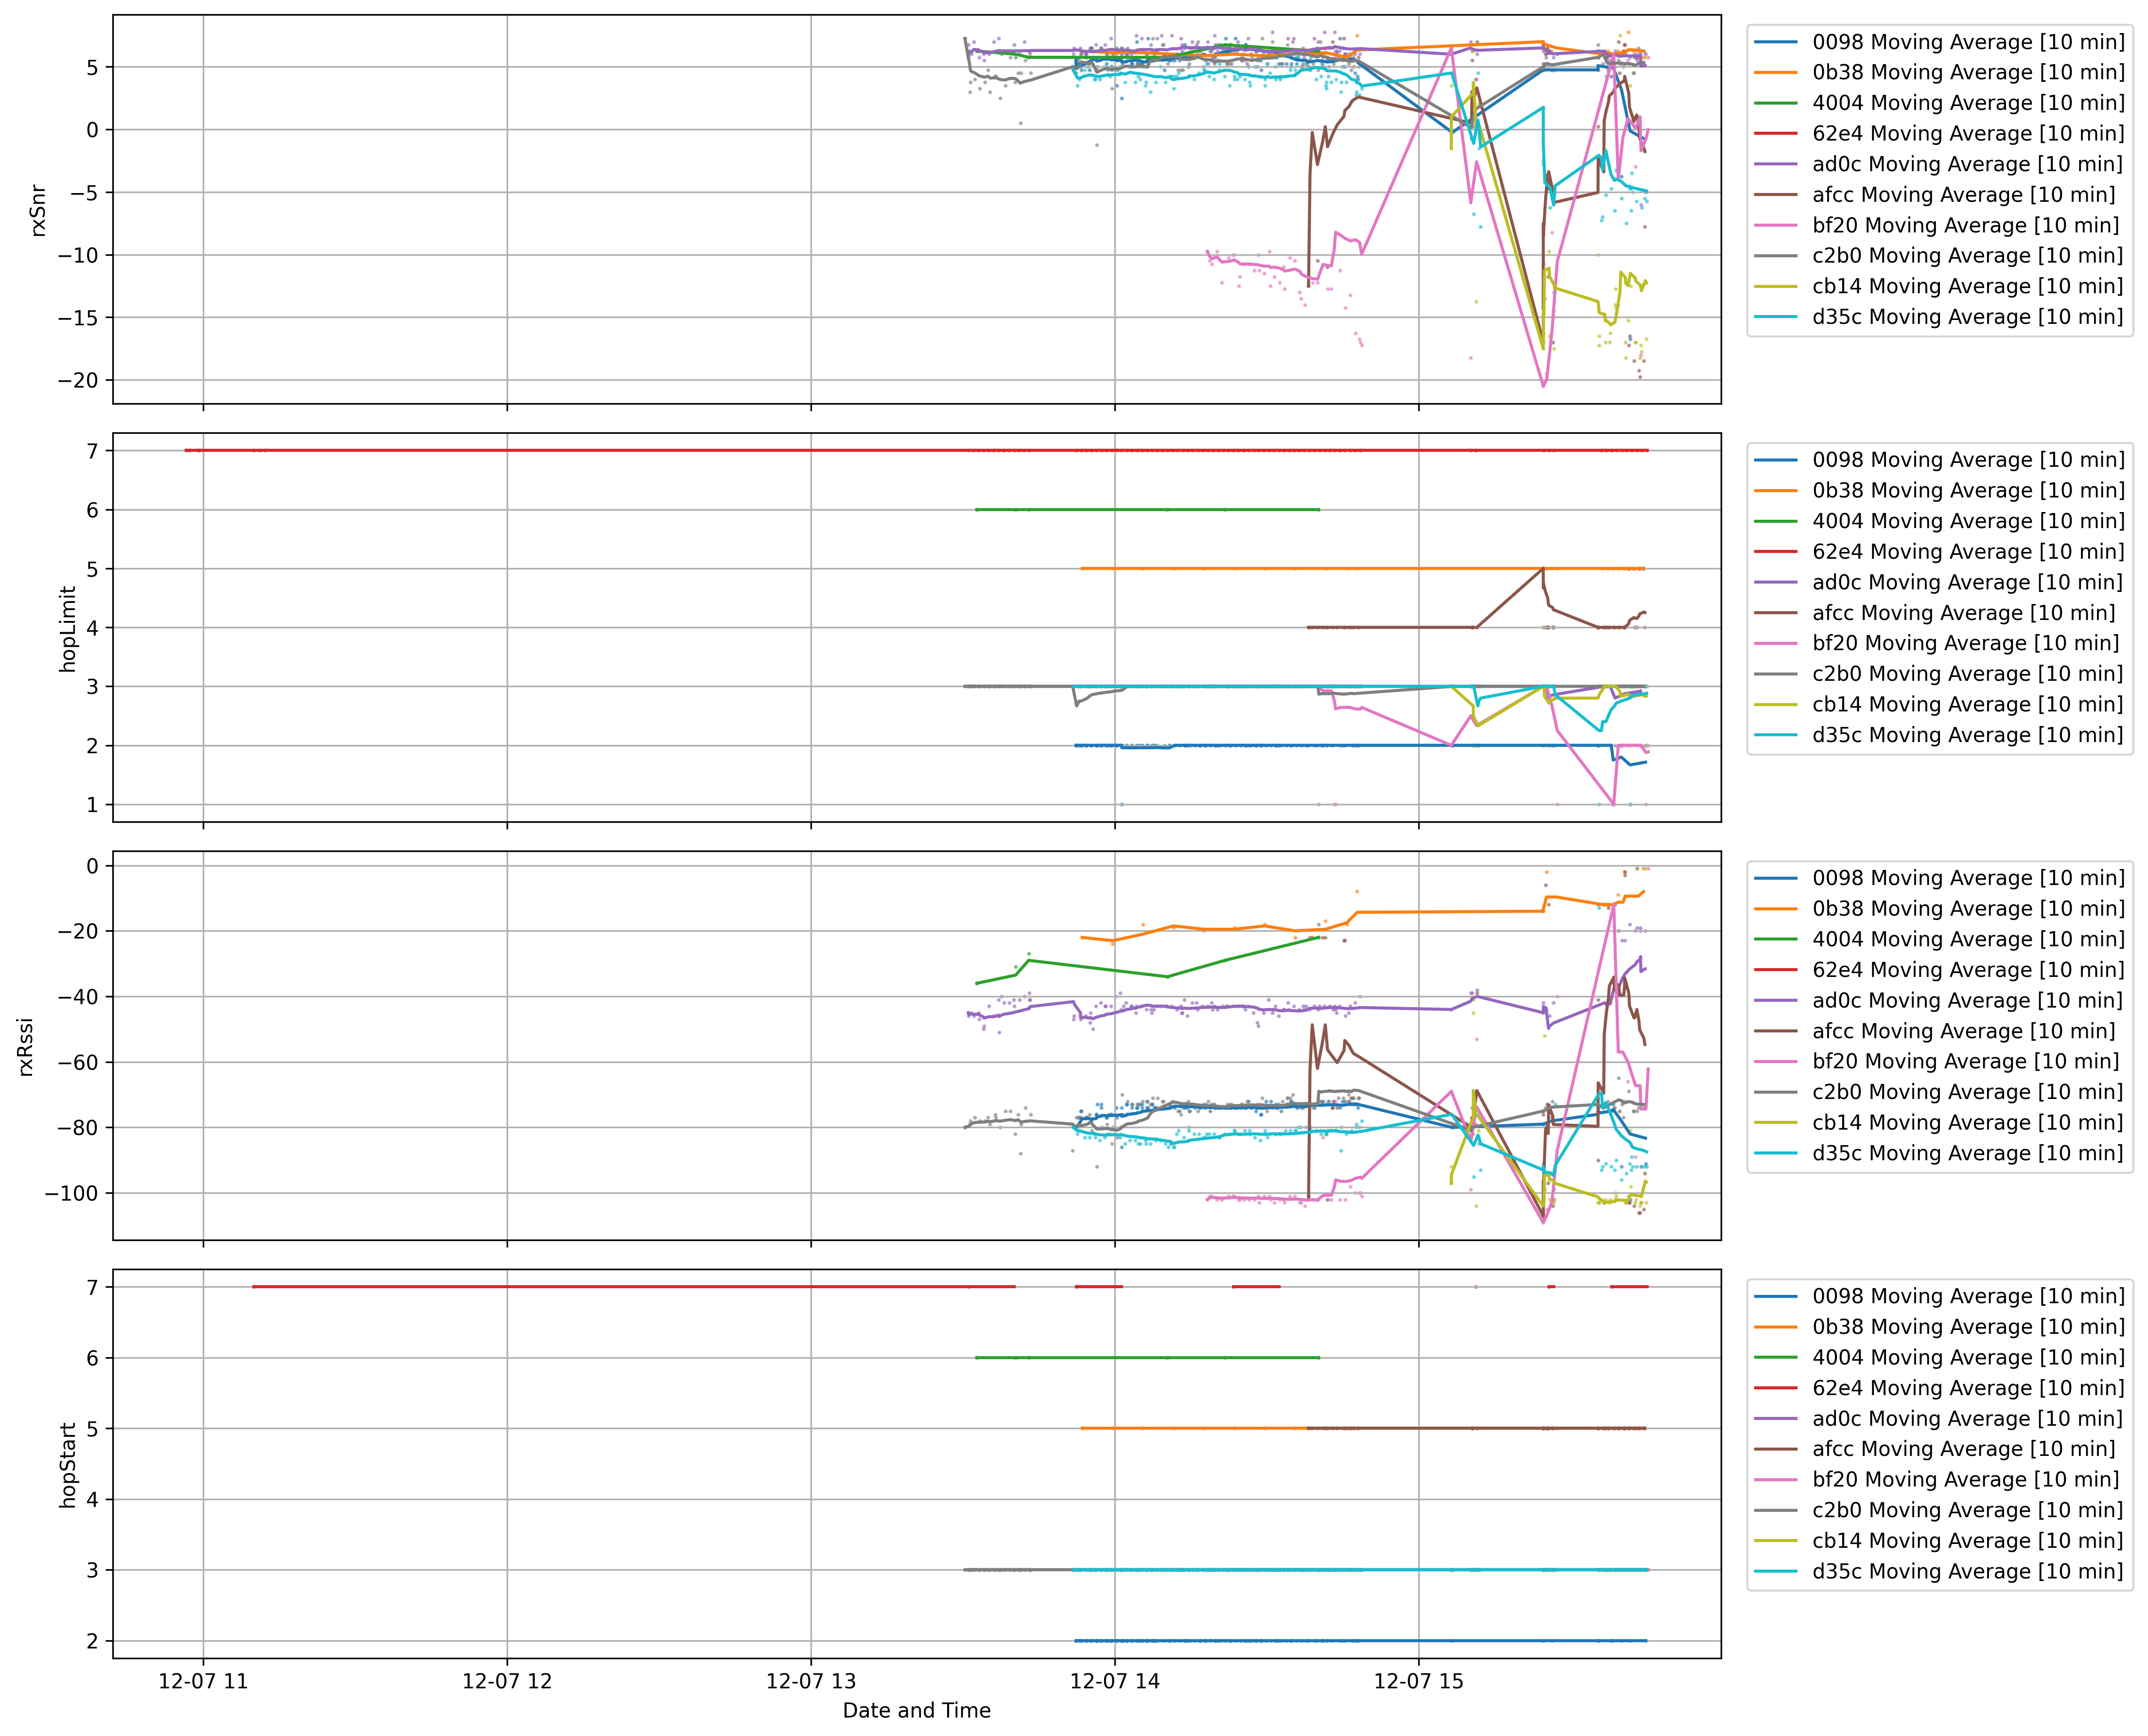 5
0
−5
−10
−15
−20
rxSnr
0098 Moving Average [10 min]
0b38 Moving Average [10 min]
4004 Moving Average [10 min]
62e4 Moving Average [10 min]
ad0c Moving Average [10 min]
afcc Moving Average [10 min]
bf20 Moving Average [10 min]
c2b0 Moving Average [10 min]
cb14 Moving Average [10 min]
d35c Moving Average [10 min]
7
6
5
4
3
2
1
hopLimit
0098 Moving Average [10 min]
0b38 Moving Average [10 min]
4004 Moving Average [10 min]
62e4 Moving Average [10 min]
ad0c Moving Average [10 min]
afcc Moving Average [10 min]
bf20 Moving Average [10 min]
c2b0 Moving Average [10 min]
cb14 Moving Average [10 min]
d35c Moving Average [10 min]
0
−20
−40
−60
−80
−100
rxRssi
0098 Moving Average [10 min]
0b38 Moving Average [10 min]
4004 Moving Average [10 min]
62e4 Moving Average [10 min]
ad0c Moving Average [10 min]
afcc Moving Average [10 min]
bf20 Moving Average [10 min]
c2b0 Moving Average [10 min]
cb14 Moving Average [10 min]
d35c Moving Average [10 min]
7
6
5
4
3
2
hopStart
0098 Moving Average [10 min]
0b38 Moving Average [10 min]
4004 Moving Average [10 min]
62e4 Moving Average [10 min]
ad0c Moving Average [10 min]
afcc Moving Average [10 min]
bf20 Moving Average [10 min]
c2b0 Moving Average [10 min]
cb14 Moving Average [10 min]
d35c Moving Average [10 min]
12-07 11 12-07 12 12-07 13 12-07 14 12-07 15
Date and Time